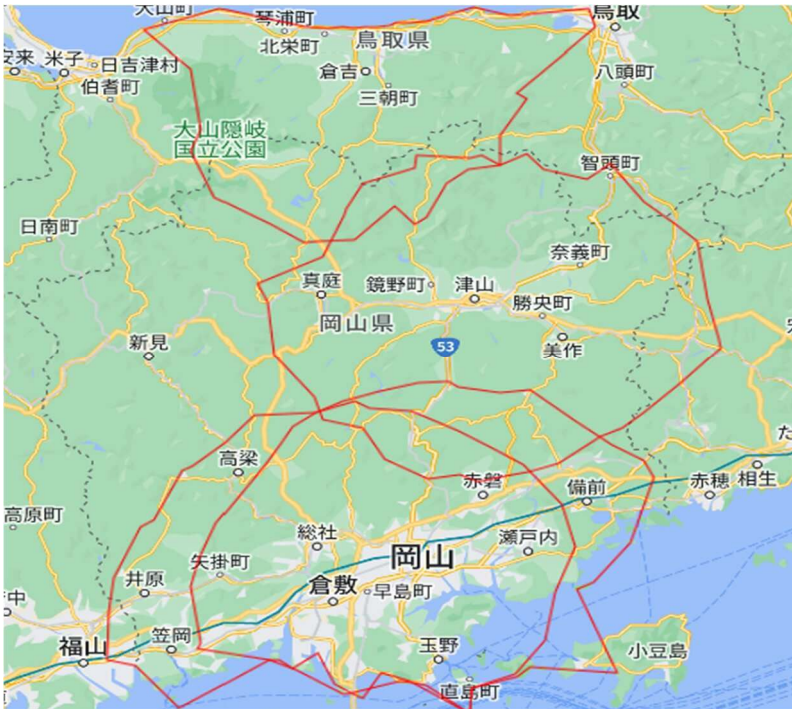 大山町
琴浦町
鳥取
北栄町
鳥取県
安来
米子
日吉津村
倉吉
八頭町
伯耆町
三朝町
大山隠岐
国立公園
智頭町
日南町
奈義町
真庭
鏡野町
津山
勝央町
岡山県
新見
53
美作
高梁
赤磐
備前
赤穂
相生
高原町
総社
岡山
瀬戸内
矢掛町
井原
倉敷
早島町
福山
笠岡
玉野
小豆島
直島町